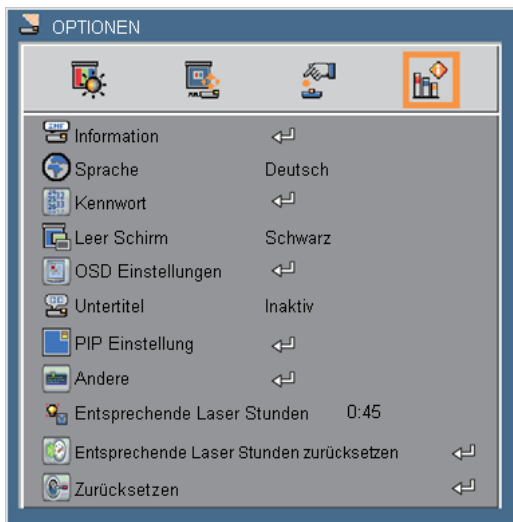 OPTIONEN
Information
Sprache Deutsch
Kennwort
Leer Schirm Schwarz
OSD Einstellungen
Untertitel Inaktiv
PIP Einstellung
Andere
Entsprechende Laser Stunden 0:45
Entsprechende Laser Stunden zurücksetzen
Zurücksetzen